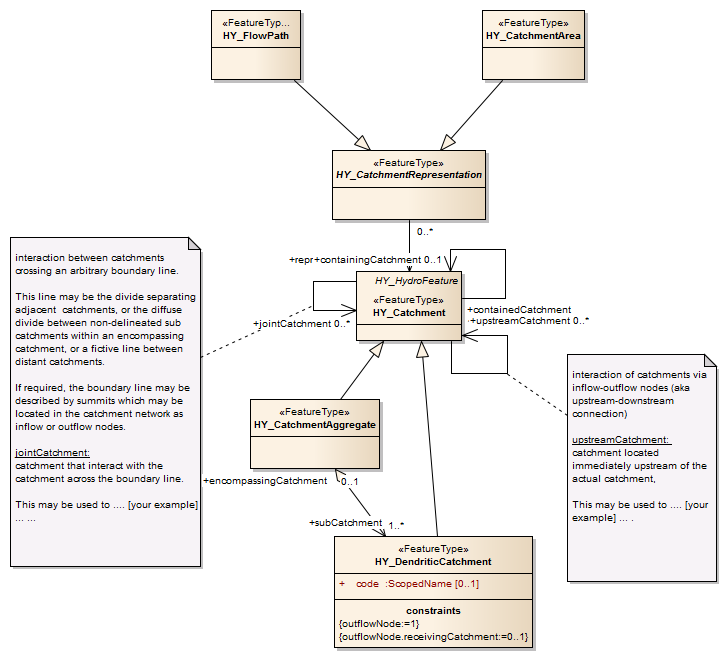 «FeatureTyp...
HY_FlowPath
«FeatureType»
HY_CatchmentArea
«FeatureType»
HY_CatchmentRepresentation
0..*
+repr+containingCatchment 0..1
interaction between catchments
crossing an arbitrary boundary line.
This line may be the divide separating
adjacent catchments, or the diffuse
divide between non-delineated sub
catchments within an encompassing
catchment, or a fictive line between
distant catchments.
If required, the boundary line may be
described by summits which may be
located in the catchment network as
inflow or outflow nodes.
jointCatchment:
catchment that interact with the
catchment across the boundary line.
This may be used to .... [your example]
... ...
HY_HydroFeature
«FeatureType»
HY_Catchment
+containedCatchment
+upstreamCatchment 0..*
+jointCatchment 0..*
interaction of catchments via
inflow-outflow nodes (aka
upstream-downstream
connection)
upstreamCatchment:
catchment located
immediately upstream of the
actual catchment,
This may be used to .... [your
example] ... .
«FeatureType»
HY_CatchmentAggregate
+encompassingCatchment 0..1
+subCatchment 1..*
«FeatureType»
HY_DendriticCatchment
+ code :ScopedName [0..1]
constraints
{outflowNode:=1}
{outflowNode.receivingCatchment:=0..1}